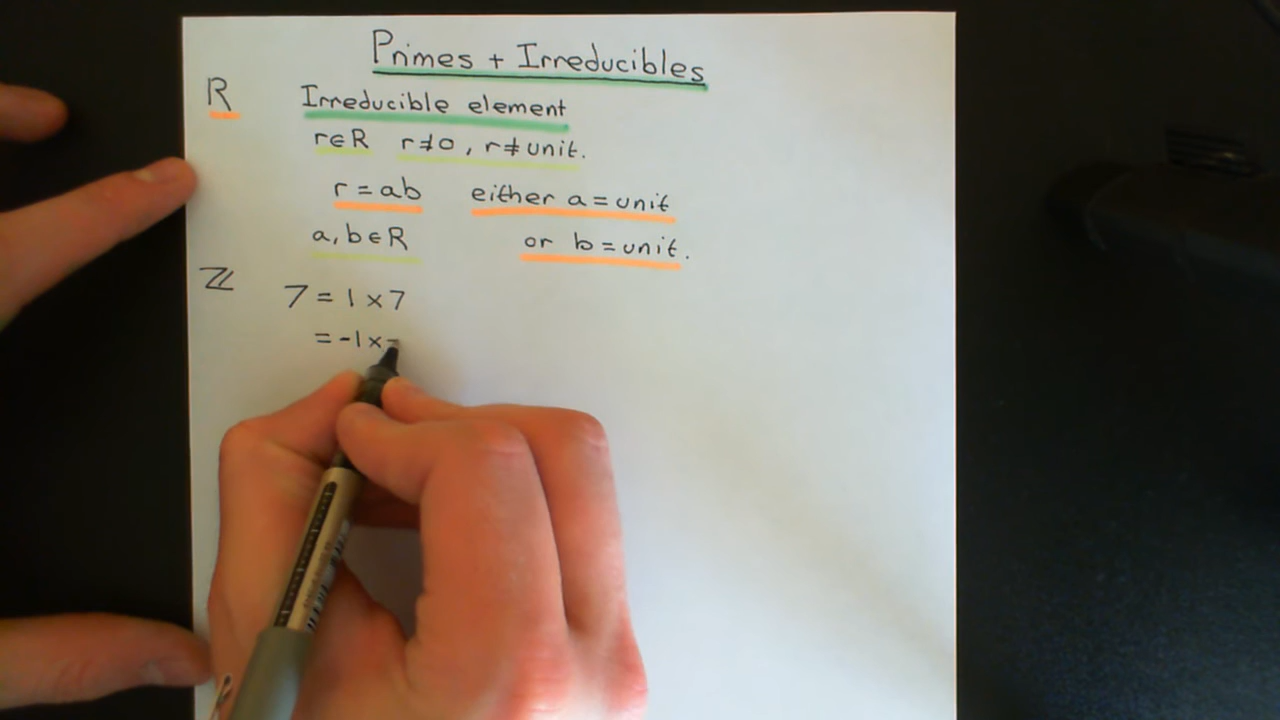 Primes + Irreducibles
R Irreducible element
r∈R r≠0, r≠unit.
r = ab either a = unit
a, b ∈ R or b = unit.
ℤ 7 = 1 × 7
= -1 × -